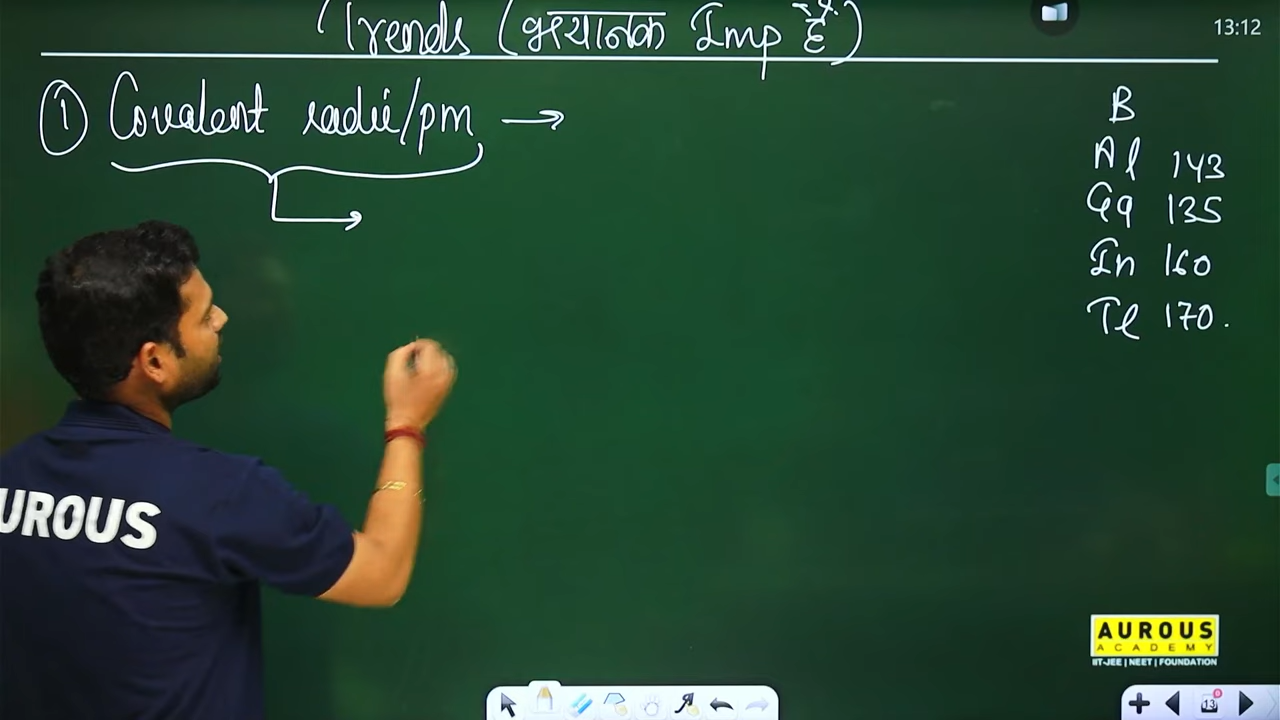 Trends (भयानक Imp है)
13:12
① Covalent radii/pm →
B
Al 143
Ga 135
In 160
Tl 170.
UROUS
AUROUS
ACADEMY
IIT-JEE | NEET | FOUNDATION
13